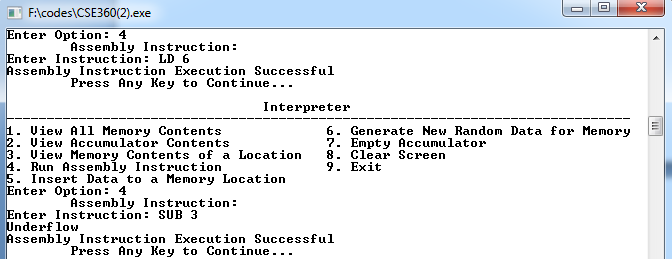 F:\codes\CSE360(2).exe
Enter Option: 4
Assembly Instruction:
Enter Instruction: LD 6
Assembly Instruction Execution Successful
Press Any Key to Continue...
Interpreter
1. View All Memory Contents 6. Generate New Random Data for Memory
2. View Accumulator Contents 7. Empty Accumulator
3. View Memory Contents of a Location 8. Clear Screen
4. Run Assembly Instruction 9. Exit
5. Insert Data to a Memory Location
Enter Option: 4
Assembly Instruction:
Enter Instruction: SUB 3
Underflow
Assembly Instruction Execution Successful
Press Any Key to Continue...